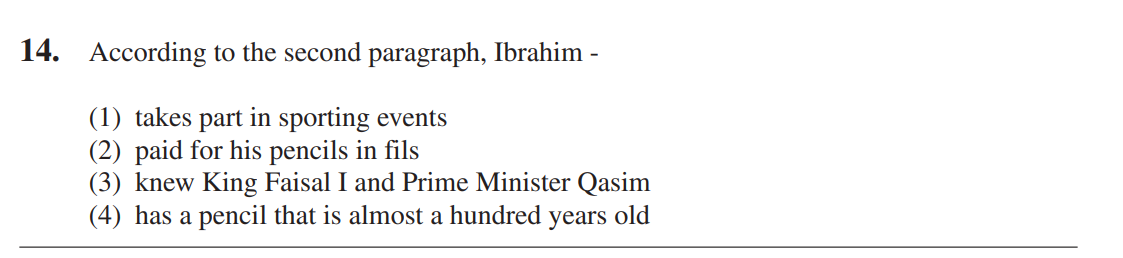 14. According to the second paragraph, Ibrahim -
(1) takes part in sporting events
(2) paid for his pencils in fils
(3) knew King Faisal I and Prime Minister Qasim
(4) has a pencil that is almost a hundred years old